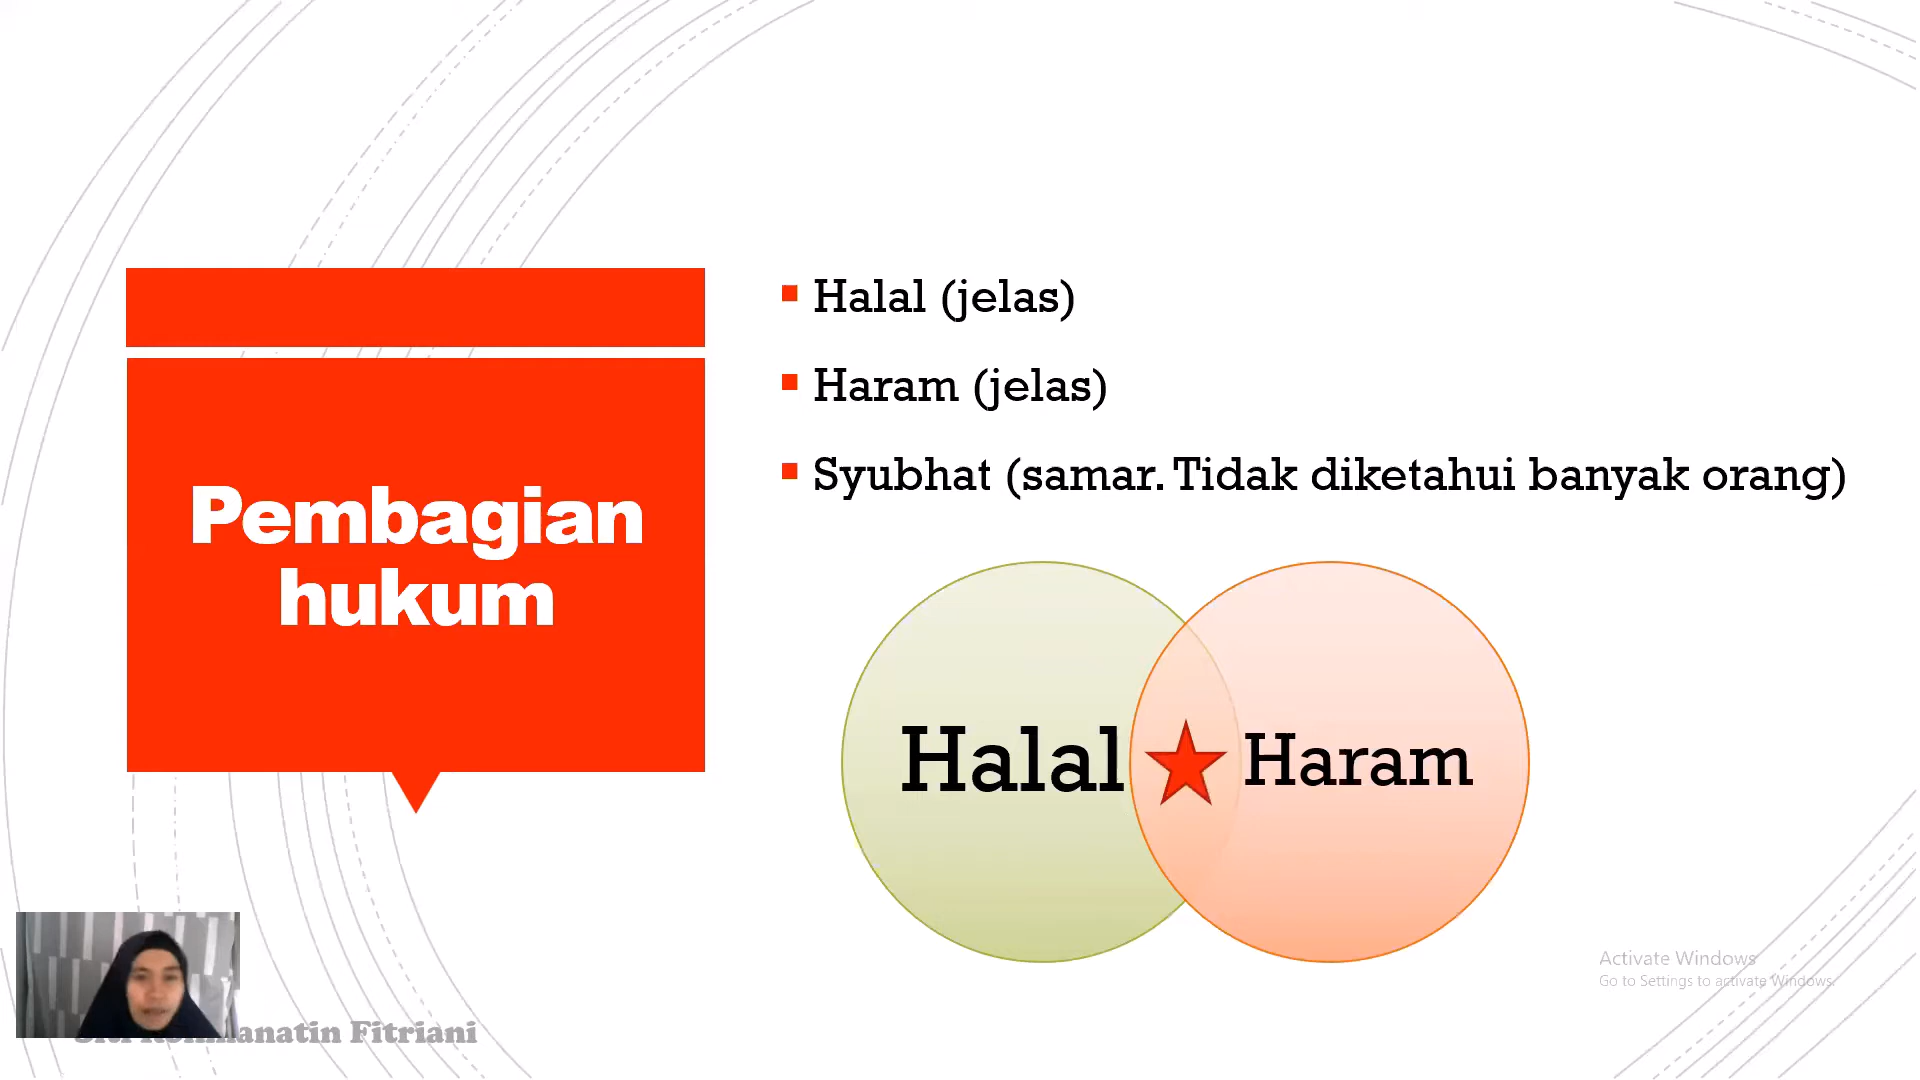 Pembagian
hukum
Halal (jelas)
Haram (jelas)
Syubhat (samar. Tidak diketahui banyak orang)
Halal
Haram
Activate Windows
Go to Settings to activate Windows.
Fitriani